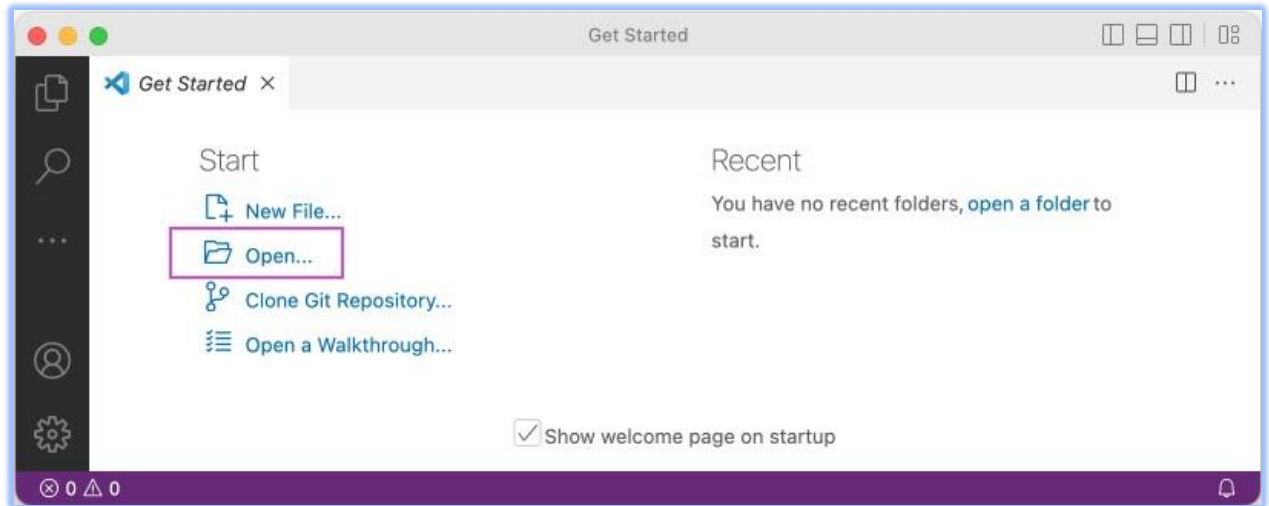 Get Started
Get Started
Start
New File...
Open...
Clone Git Repository...
Open a Walkthrough...
Recent
You have no recent folders, open a folder to
start.
Show welcome page on startup
0 0